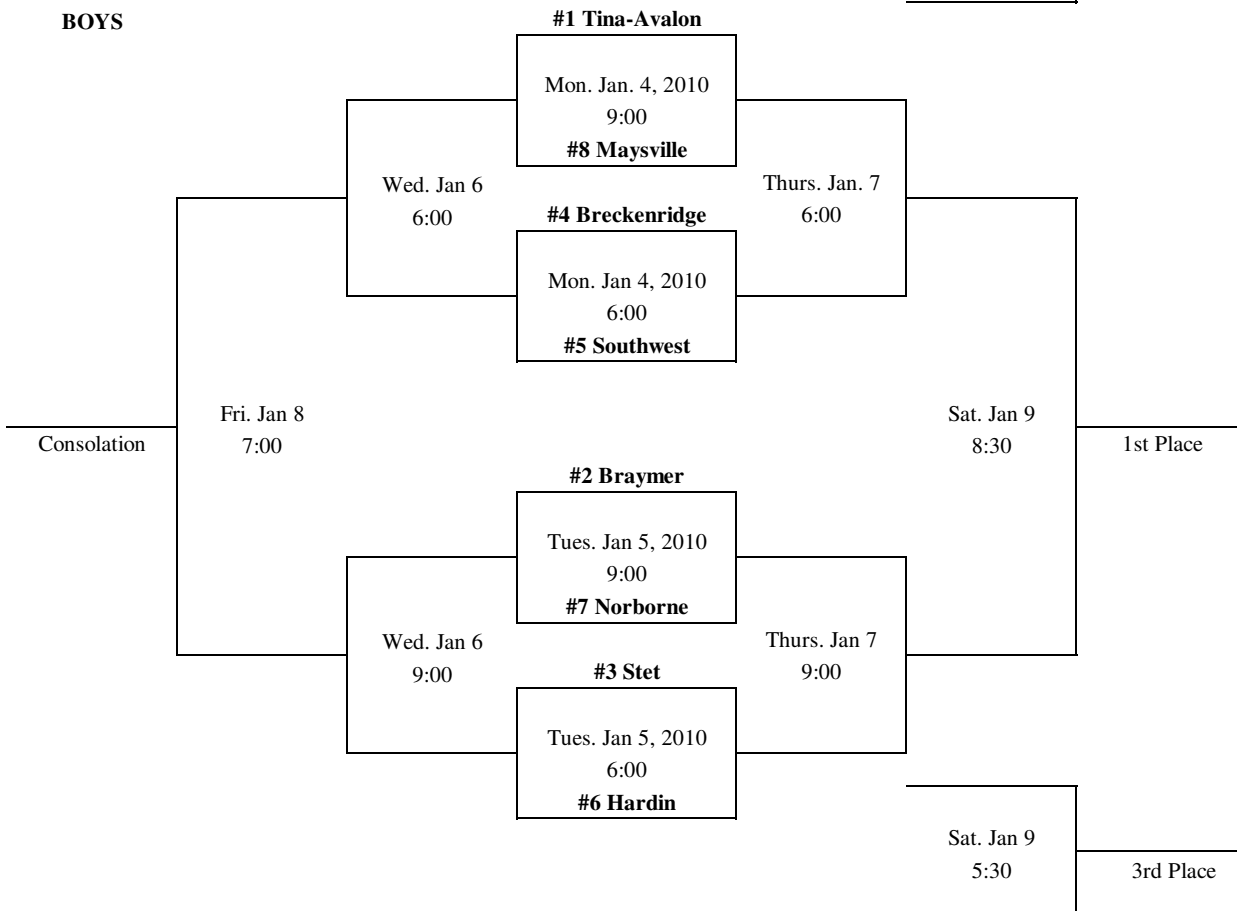 BOYS
#1 Tina-Avalon
Mon. Jan. 4, 2010
9:00
#8 Maysville
Wed. Jan 6
6:00
Thurs. Jan. 7
6:00
#4 Breckenridge
Mon. Jan 4, 2010
6:00
#5 Southwest
Fri. Jan 8
7:00
Consolation
Sat. Jan 9
8:30
1st Place
#2 Braymer
Tues. Jan 5, 2010
9:00
#7 Norborne
Wed. Jan 6
9:00
Thurs. Jan 7
9:00
#3 Stet
Tues. Jan 5, 2010
6:00
#6 Hardin
Sat. Jan 9
5:30
3rd Place